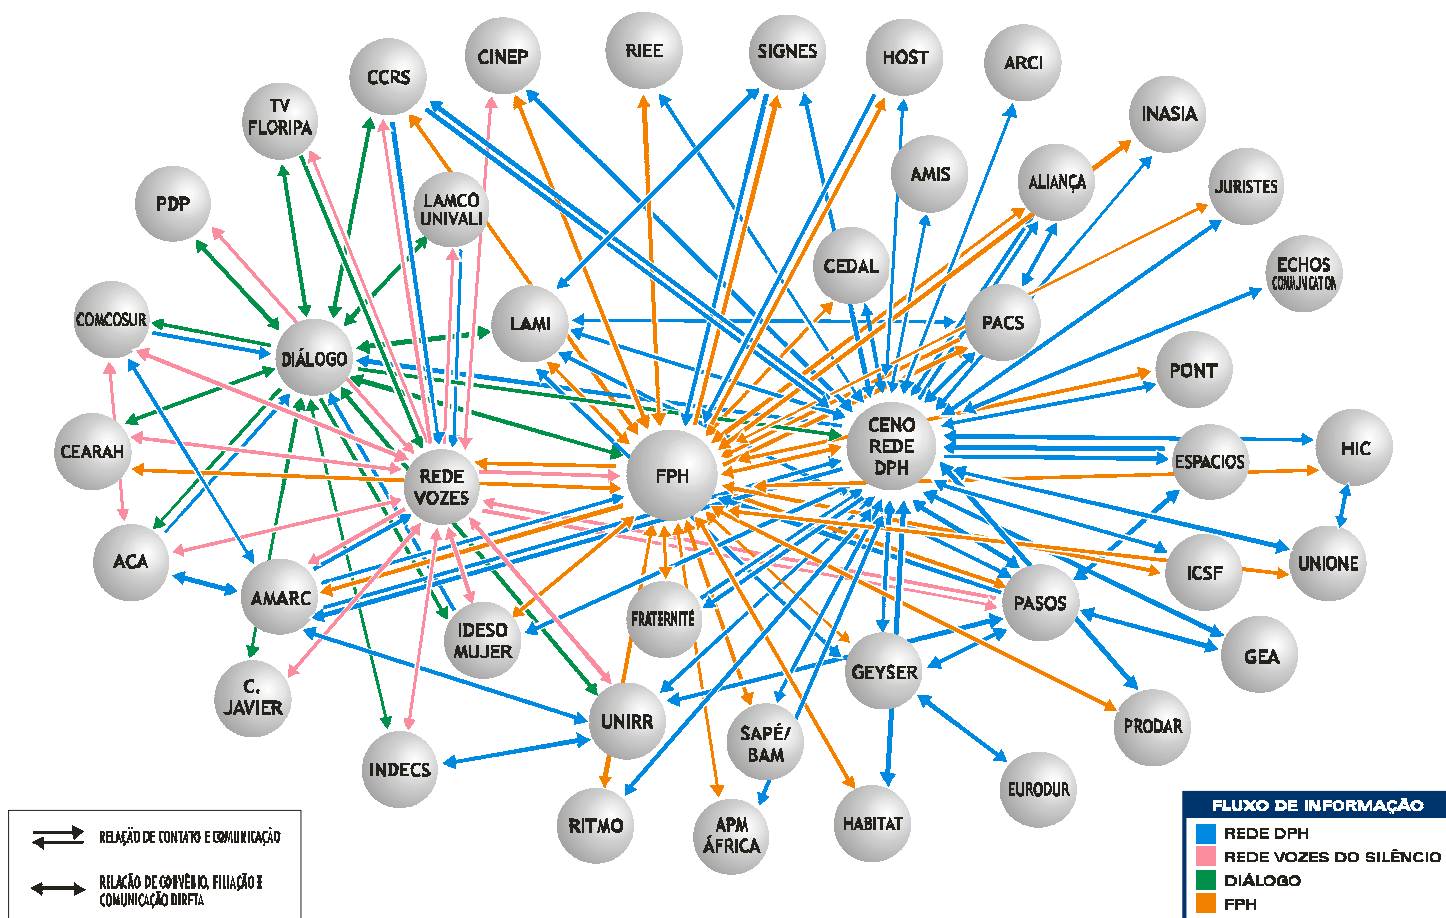 CINEP
RIEE
SIGNES
HOST
ARCI
CCRS
TV
FLORIPA
INASIA
AMIS
ALIANÇA
JURISTES
PDP
LAMCO
UNIVALI
CEDAL
ECHOS
COMMUNICATION
COMCOSUR
LAMI
PACS
DIÁLOGO
PONT
CEARAH
REDE
VOZES
FPH
CENO
REDE
DPH
ESPACIOS
HIC
ACA
AMARC
ICSF
UNIONE
PASOS
IDESO
MUJER
FRATERNITÉ
GEYSER
GEA
C.
JAVIER
UNIRR
SAPÉ/
BAM
PRODAR
INDECS
EURODUR
RITMO
APM
ÁFRICA
HABITAT
RELAÇÃO DE CONTATO E COMUNICAÇÃO
RELAÇÃO DE CONVÊNIO, FILIAÇÃO E
COMUNICAÇÃO DIRETA
FLUXO DE INFORMAÇÃO
REDE DPH
REDE VOZES DO SILÊNCIO
DIÁLOGO
FPH